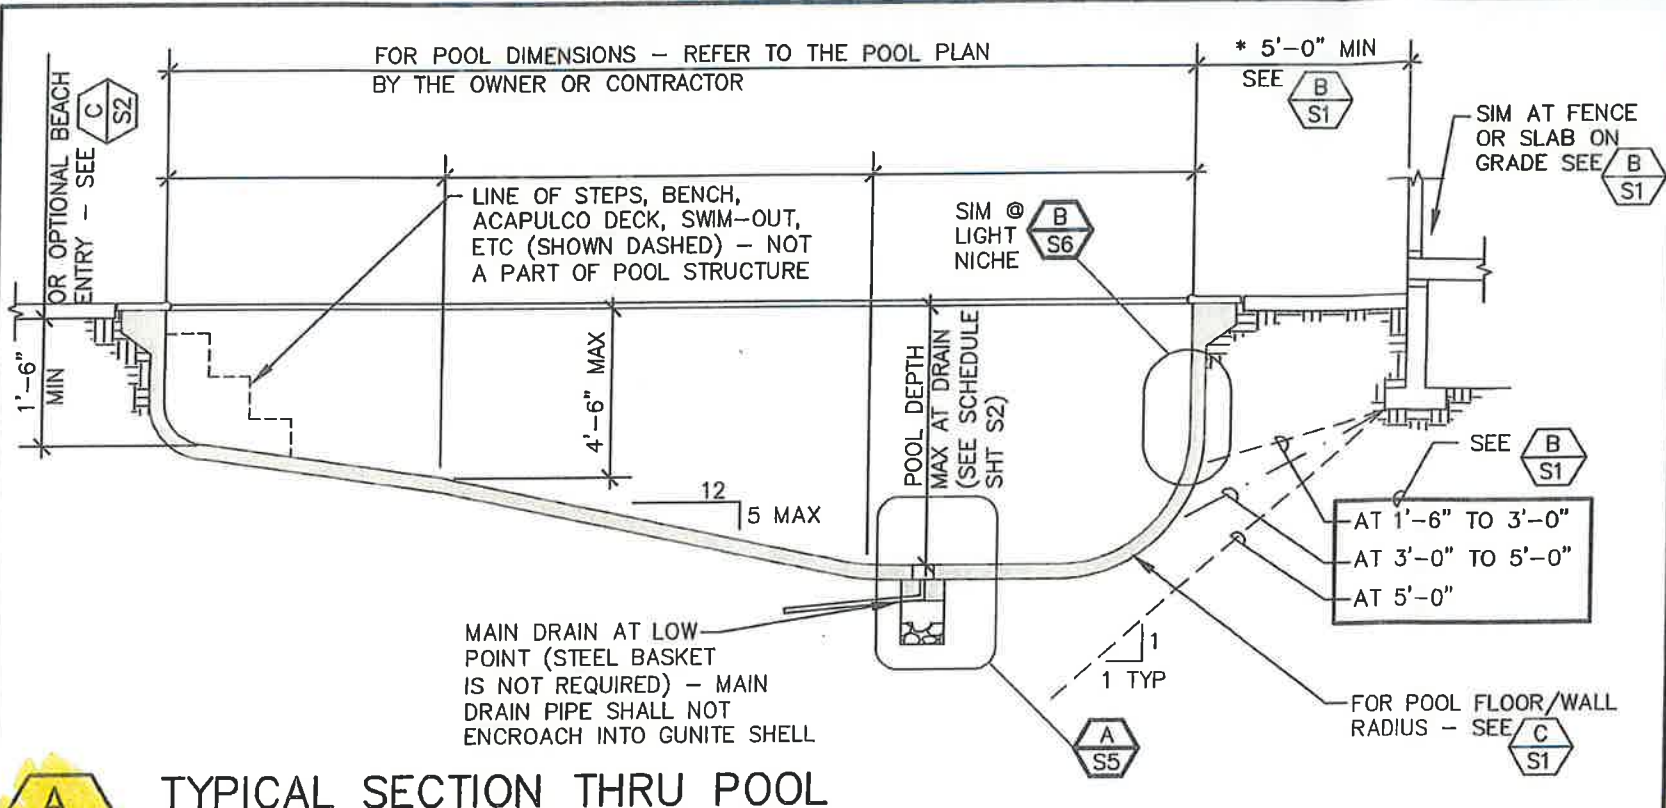 FOR POOL DIMENSIONS – REFER TO THE POOL PLAN
BY THE OWNER OR CONTRACTOR
* 5'-0" MIN
SEE
B
S1
OR OPTIONAL BEACH
ENTRY – SEE
C
S2
SIM AT FENCE
OR SLAB ON
GRADE SEE
B
S1
LINE OF STEPS, BENCH,
ACAPULCO DECK, SWIM-OUT,
ETC (SHOWN DASHED) – NOT
A PART OF POOL STRUCTURE
SIM @
LIGHT
NICHE
B
S6
1'-6"
MIN
4'-6" MAX
POOL DEPTH
MAX AT DRAIN
(SEE SCHEDULE
SHT S2)
12
5 MAX
SEE
B
S1
AT 1'-6" TO 3'-0"
AT 3'-0" TO 5'-0"
AT 5'-0"
MAIN DRAIN AT LOW
POINT (STEEL BASKET
IS NOT REQUIRED) – MAIN
DRAIN PIPE SHALL NOT
ENCROACH INTO GUNITE SHELL
1
1 TYP
A
S5
FOR POOL FLOOR/WALL
RADIUS – SEE
C
S1
A
TYPICAL SECTION THRU POOL